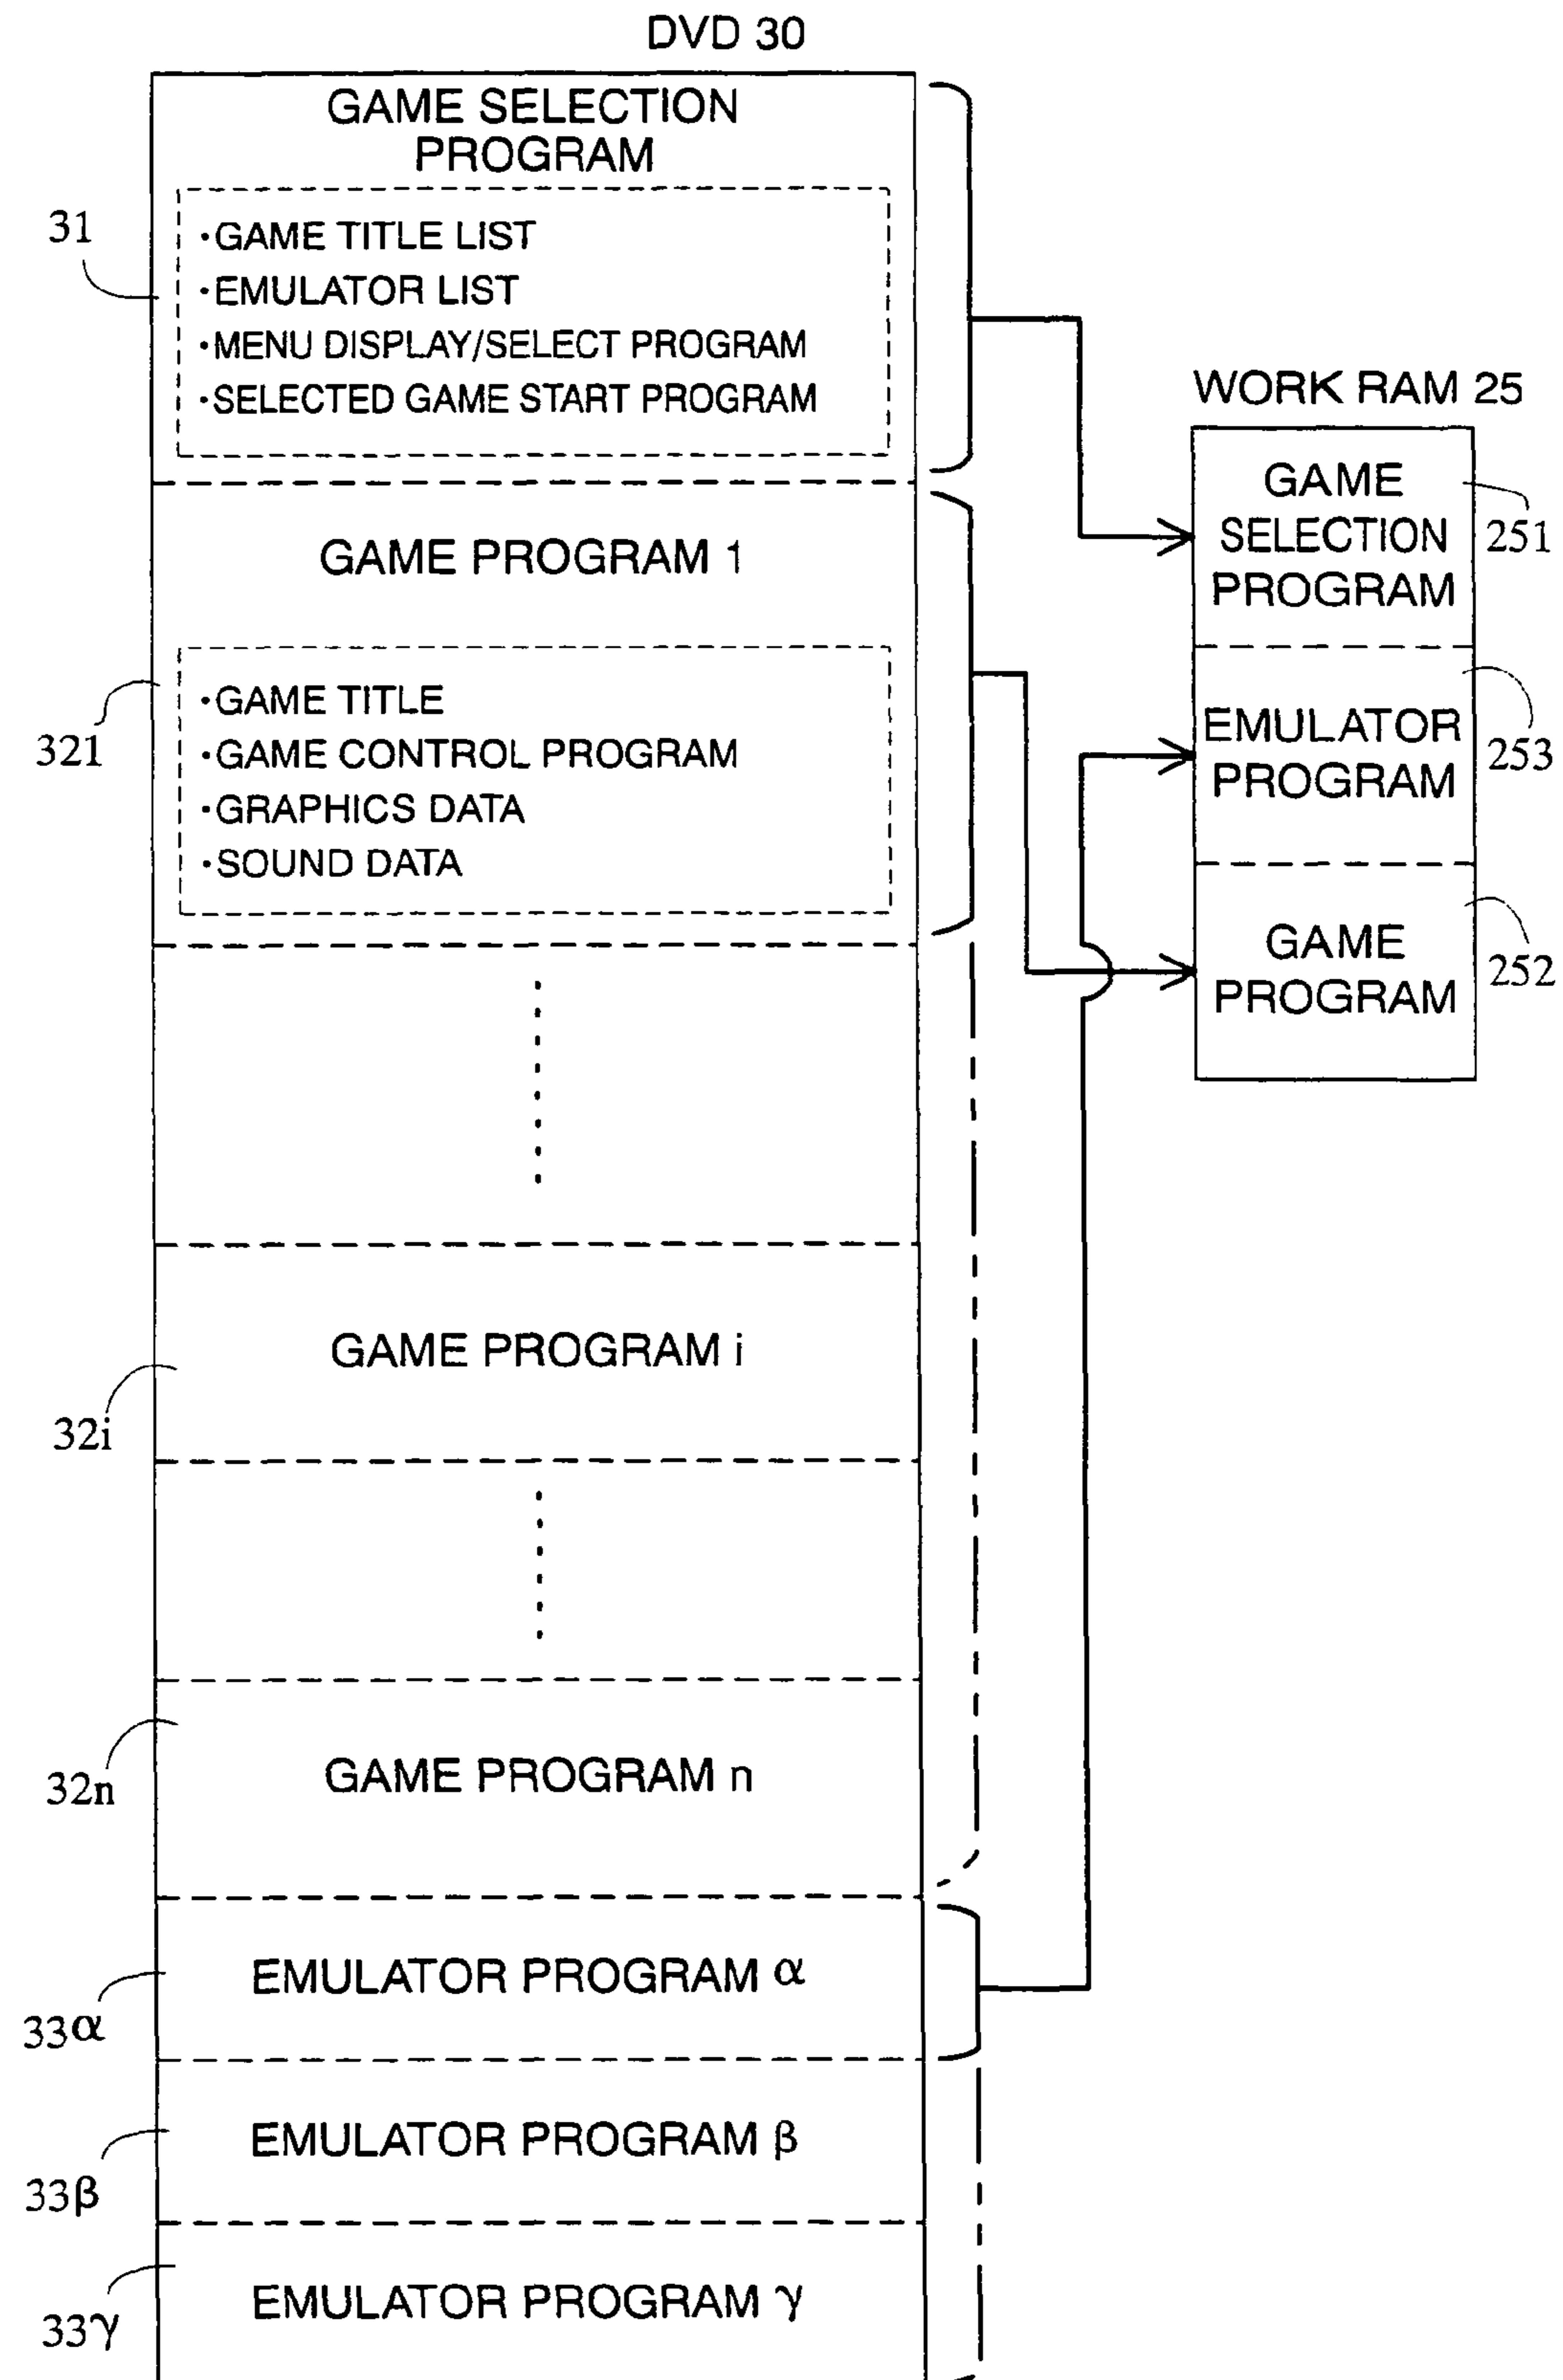 DVD 30
GAME SELECTION
PROGRAM
31
·GAME TITLE LIST
·EMULATOR LIST
·MENU DISPLAY/SELECT PROGRAM
·SELECTED GAME START PROGRAM
GAME PROGRAM 1
321
·GAME TITLE
·GAME CONTROL PROGRAM
·GRAPHICS DATA
·SOUND DATA
GAME PROGRAM i
32i
GAME PROGRAM n
32n
EMULATOR PROGRAM α
33α
EMULATOR PROGRAM β
33β
EMULATOR PROGRAM γ
33γ
WORK RAM 25
GAME
SELECTION
PROGRAM
251
EMULATOR
PROGRAM
253
GAME
PROGRAM
252